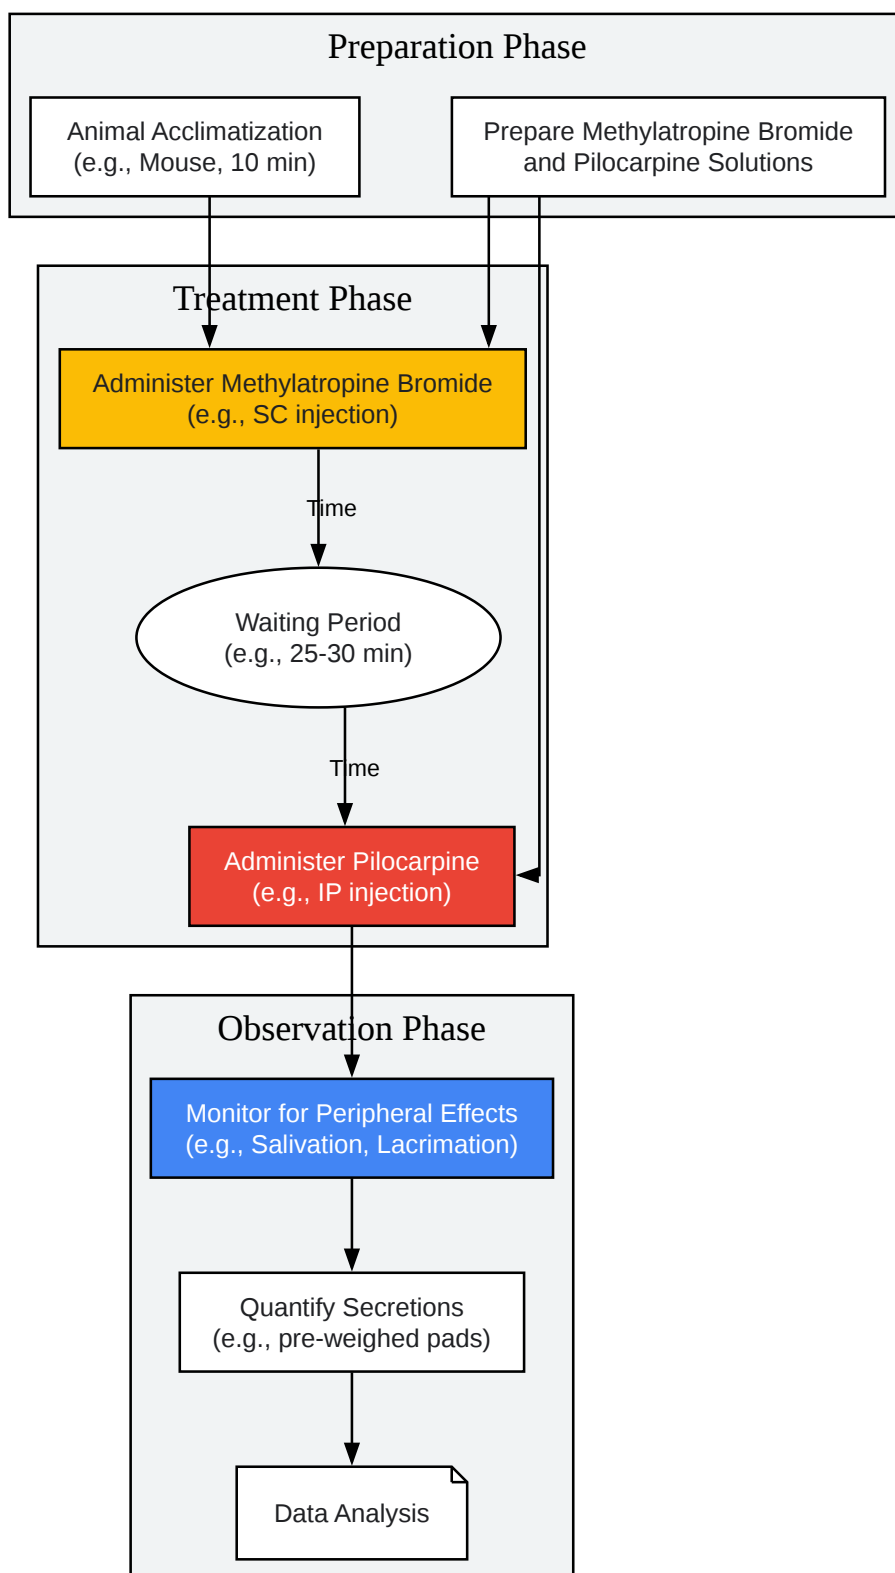 Preparation Phase
Animal Acclimatization
(e.g., Mouse, 10 min)
Prepare Methylatropine Bromide
and Pilocarpine Solutions
Treatment Phase
Administer Methylatropine Bromide
(e.g., SC injection)
Time
Waiting Period
(e.g., 25-30 min)
Time
Administer Pilocarpine
(e.g., IP injection)
Observation Phase
Monitor for Peripheral Effects
(e.g., Salivation, Lacrimation)
Quantify Secretions
(e.g., pre-weighed pads)
Data Analysis